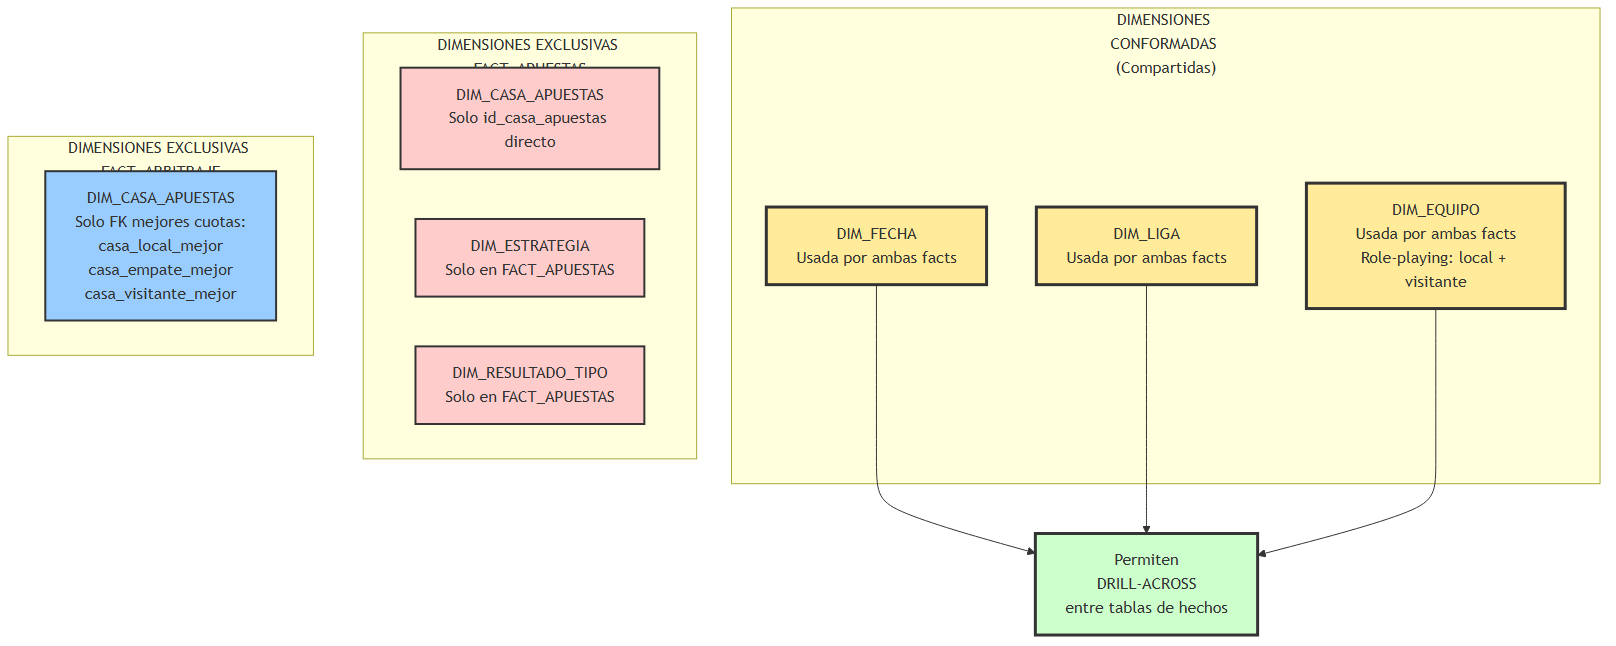 DIMENSIONES EXCLUSIVAS
FACT_ARBITRAJE
DIM_CASA_APUESTAS
Solo FK mejores cuotas:
casa_local_mejor
casa_empate_mejor
casa_visitante_mejor
DIMENSIONES EXCLUSIVAS
FACT_APUESTAS
DIM_CASA_APUESTAS
Solo id_casa_apuestas
directo
DIM_ESTRATEGIA
Solo en FACT_APUESTAS
DIM_RESULTADO_TIPO
Solo en FACT_APUESTAS
DIMENSIONES
CONFORMADAS
(Compartidas)
DIM_FECHA
Usada por ambas facts
DIM_LIGA
Usada por ambas facts
DIM_EQUIPO
Usada por ambas facts
Role-playing: local +
visitante
Permiten
DRILL-ACROSS
entre tablas de hechos